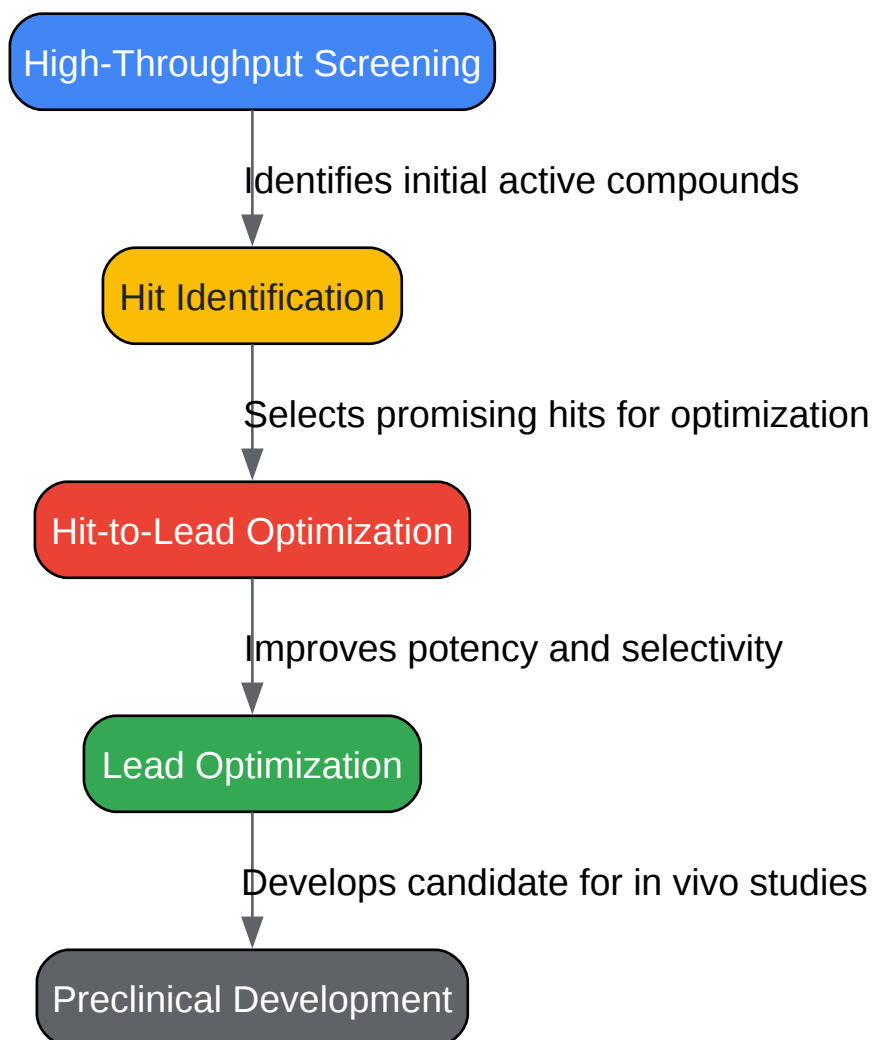 High-Throughput Screening
Identifies initial active compounds
Hit Identification
Selects promising hits for optimization
Hit-to-Lead Optimization
Improves potency and selectivity
Lead Optimization
Develops candidate for in vivo studies
Preclinical Development